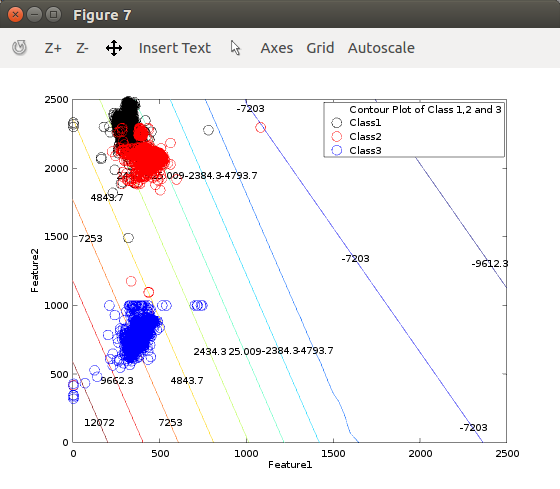 Figure 7
Z+ Z- Insert Text Axes Grid Autoscale
2500
2000
1500
1000
500
0
Feature2
0 500 1000 1500 2000 2500
Feature1
Contour Plot of Class 1,2 and 3
Class1
Class2
Class3
-7203
25.009 -2384.3 -4793.7
4843.7
7253
-7203
-9612.3
2434.3 25.009 -2384.3 -4793.7
9662.3 4843.7
12072 7253
-7203